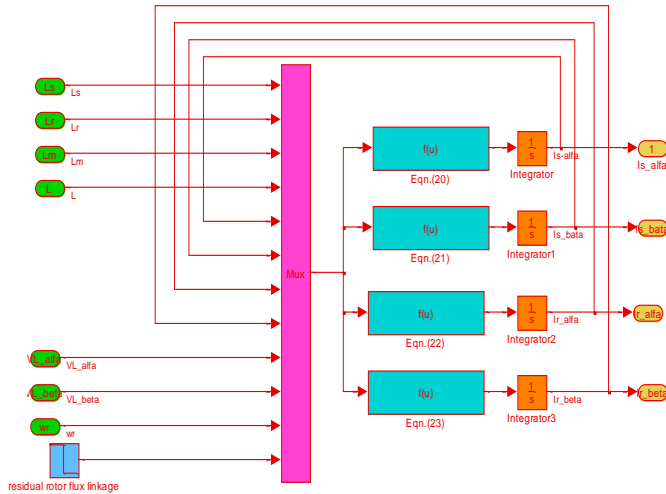 Ls
Ls
Lr
Lr
Lm
Lm
L
L
VL_alfa
VL_alfa
VL_beta
VL_beta
wr
wr
residual rotor flux linkage
Mux
f(u)
Eqn.(20)
1
s
Integrator
Is-alfa
1
Is_alfa
f(u)
Eqn.(21)
1
s
Integrator1
Is_bata
Is_bata
f(u)
Eqn.(22)
1
s
Integrator2
Ir_alfa
Ir_alfa
f(u)
Eqn.(23)
1
s
Integrator3
Ir_beta
Ir_beta